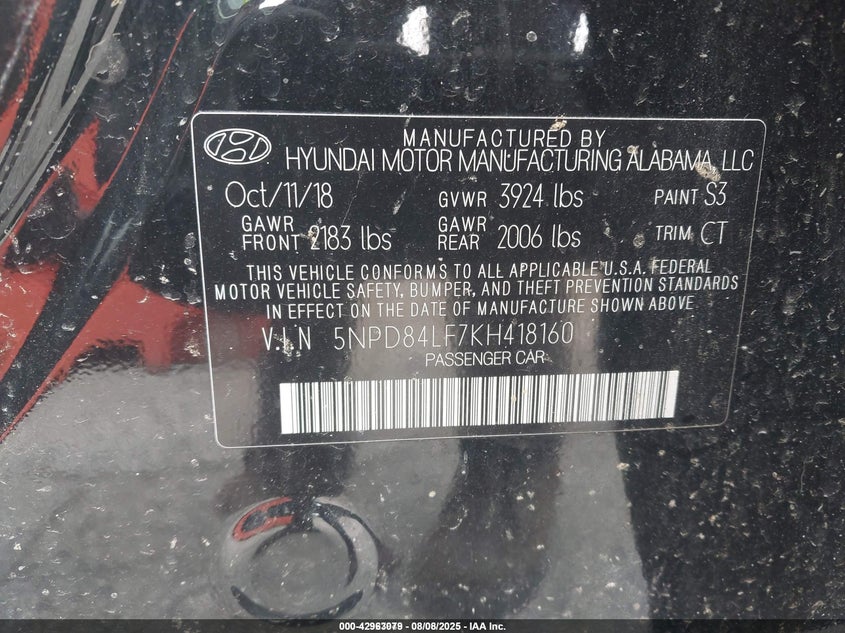 MANUFACTURED BY
HYUNDAI MOTOR MANUFACTURING ALABAMA, LLC
Oct/11/18 GVWR 3924 lbs PAINT S3
GAWR FRONT 2183 lbs GAWR REAR 2006 lbs TRIM CT
THIS VEHICLE CONFORMS TO ALL APPLICABLE U.S.A. FEDERAL
MOTOR VEHICLE SAFETY, BUMPER, AND THEFT PREVENTION STANDARDS
IN EFFECT ON THE DATE OF MANUFACTURE SHOWN ABOVE
V.I.N 5NPD84LF7KH418160
PASSENGER CAR
08/08/2025 - IAA Inc.